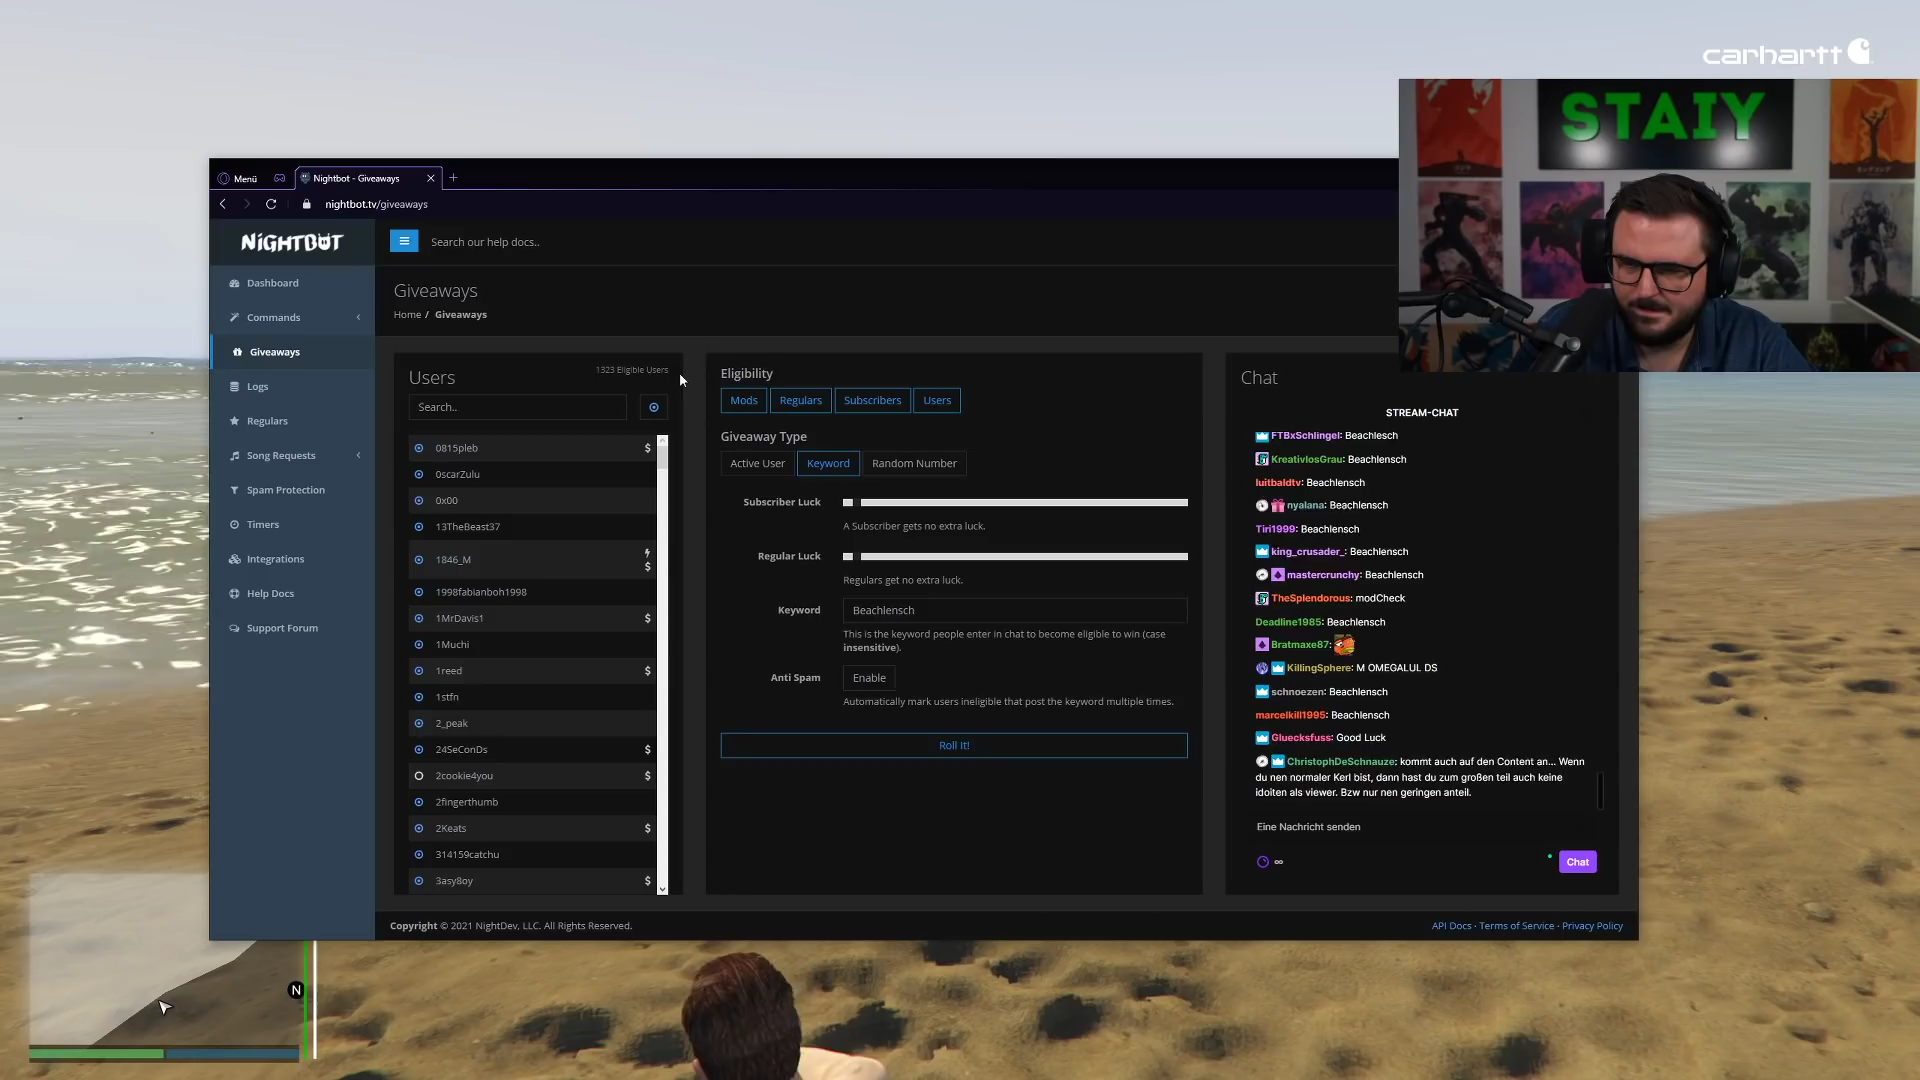 carhartt
STAIY
Menü
Nightbot - Giveaways
nightbot.tv/giveaways
NiGHTBOT
Search our help docs..
Dashboard
Commands
Giveaways
Logs
Regulars
Song Requests
Spam Protection
Timers
Integrations
Help Docs
Support Forum
Giveaways
Home / Giveaways
Users
1323 Eligible Users
Search..
0815pleb $
0scarZulu
0x00
13TheBeast37
1846_M $
1998fabianboh1998
1MrDavis1 $
1Muchi
1reed $
1stfn
2_peak
24SeConDs $
2cookie4you $
2fingerthumb
2Keats $
314159catchu
3asy8oy $
Eligibility
Mods Regulars Subscribers Users
Giveaway Type
Active User Keyword Random Number
Subscriber Luck
A Subscriber gets no extra luck.
Regular Luck
Regulars get no extra luck.
Keyword Beachlensch
This is the keyword people enter in chat to become eligible to win (case
insensitive).
Anti Spam Enable
Automatically mark users ineligible that post the keyword multiple times.
Roll It!
Chat
STREAM-CHAT
FTBxSchlingel: Beachlesch
KreativlosGrau: Beachlensch
luitbaldtv: Beachlensch
nyalana: Beachlensch
Tiri1999: Beachlensch
king_crusader_: Beachlensch
mastercrunchy: Beachlensch
TheSplendorous: modCheck
Deadline1985: Beachlensch
Bratmaxe87:
KillingSphere: M OMEGALUL DS
schnoezen: Beachlensch
marcelkill1995: Beachlensch
Gluecksfuss: Good Luck
ChristophDeSchnauze: kommt auch auf den Content an... Wenn
du nen normaler Kerl bist, dann hast du zum großen teil auch keine
idoiten als viewer. Bzw nur nen geringen anteil.
Eine Nachricht senden
∞
Chat
Copyright © 2021 NightDev, LLC. All Rights Reserved.
API Docs · Terms of Service · Privacy Policy
N